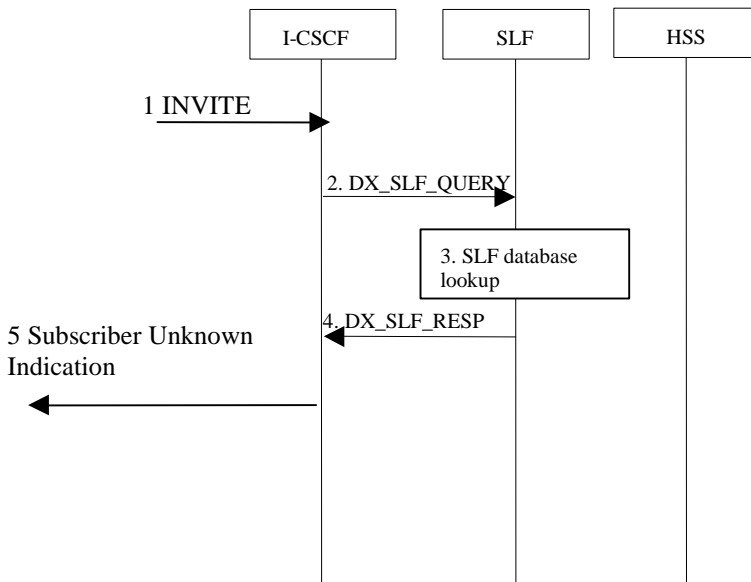 I-CSCF
SLF
HSS
1 INVITE
2. DX_SLF_QUERY
3. SLF database
lookup
4. DX_SLF_RESP
5 Subscriber Unknown
Indication